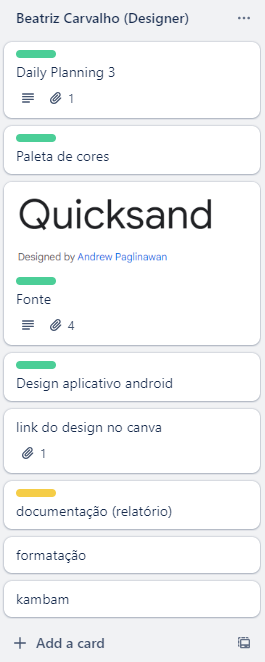 Beatriz Carvalho (Designer)
Daily Planning 3
1
Paleta de cores
Quicksand
Designed by Andrew Paglinawan
Fonte
4
Design aplicativo android
link do design no canva
1
documentação (relatório)
formatação
kambam
Add a card